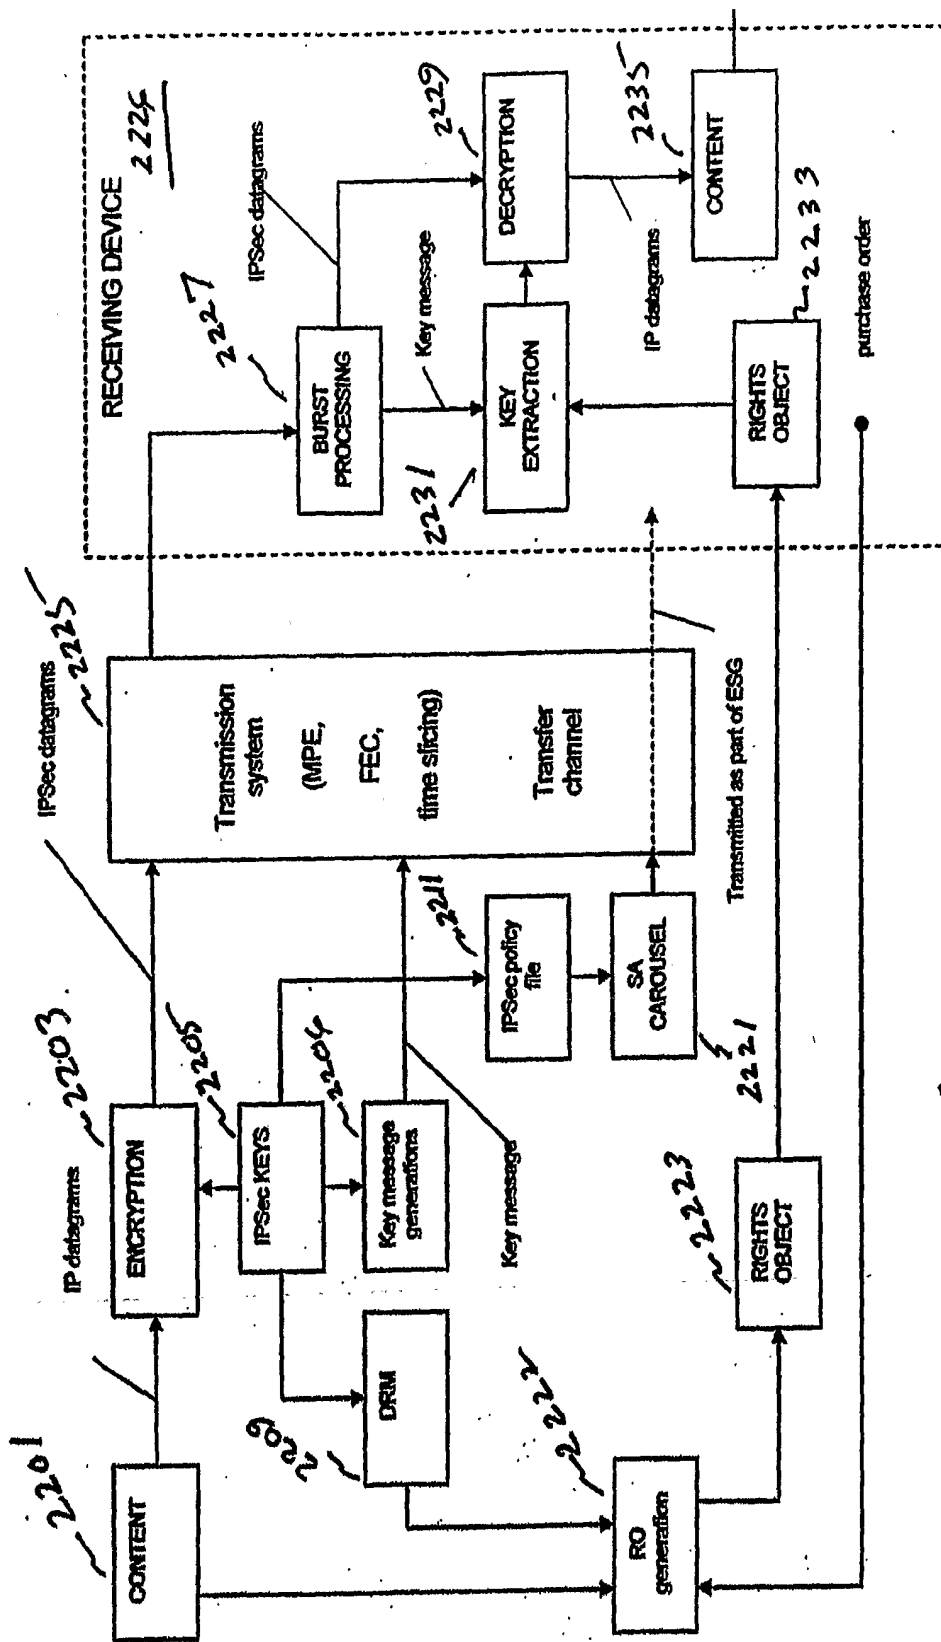 2201
CONTENT
IP datagrams
2203
ENCRYPTION
IPSec datagrams
2225
Transmission
system
(MPE,
FEC,
time slicing)
Transfer
channel
2205
IPSec KEYS
2204
Key message
generations
Key message
2209
DRM
2211
IPSec policy
file
SA
CAROUSEL
2221
Transmitted as part of ESG
222
RO
generation
2223
RIGHTS
OBJECT
RECEIVING DEVICE
2226
2227
BURST
PROCESSING
IPSec datagrams
Key message
2229
DECRYPTION
2231
KEY
EXTRACTION
IP datagrams
2235
CONTENT
2233
RIGHTS
OBJECT
purchase order